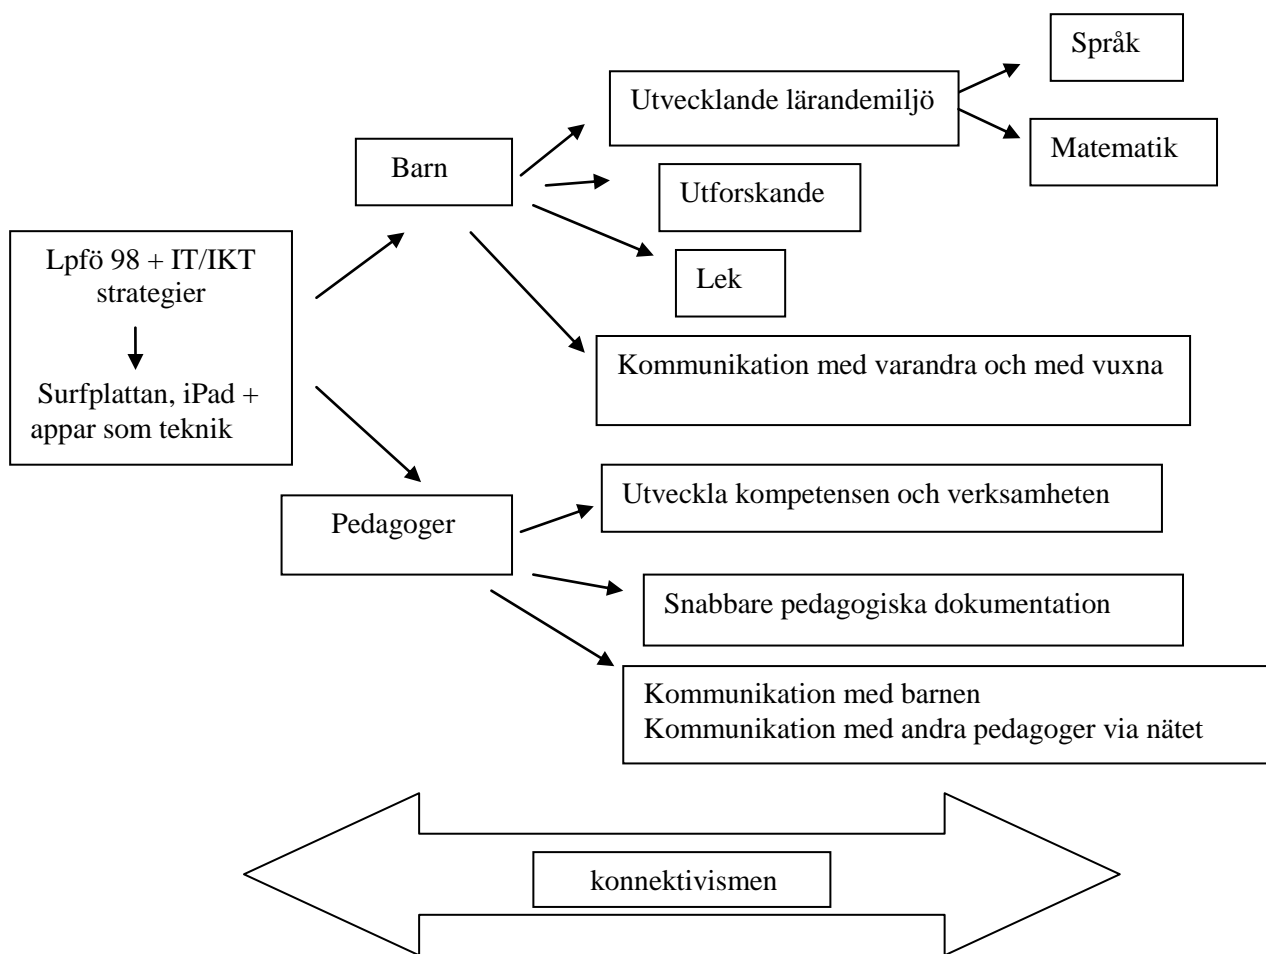 Språk
Utvecklande lärandemiljö
Matematik
Barn
Utforskande
Lek
Lpfö 98 + IT/IKT
strategier
Surfplattan, iPad +
appar som teknik
Kommunikation med varandra och med vuxna
Utveckla kompetensen och verksamheten
Pedagoger
Snabbare pedagogiska dokumentation
Kommunikation med barnen
Kommunikation med andra pedagoger via nätet
konnektivismen